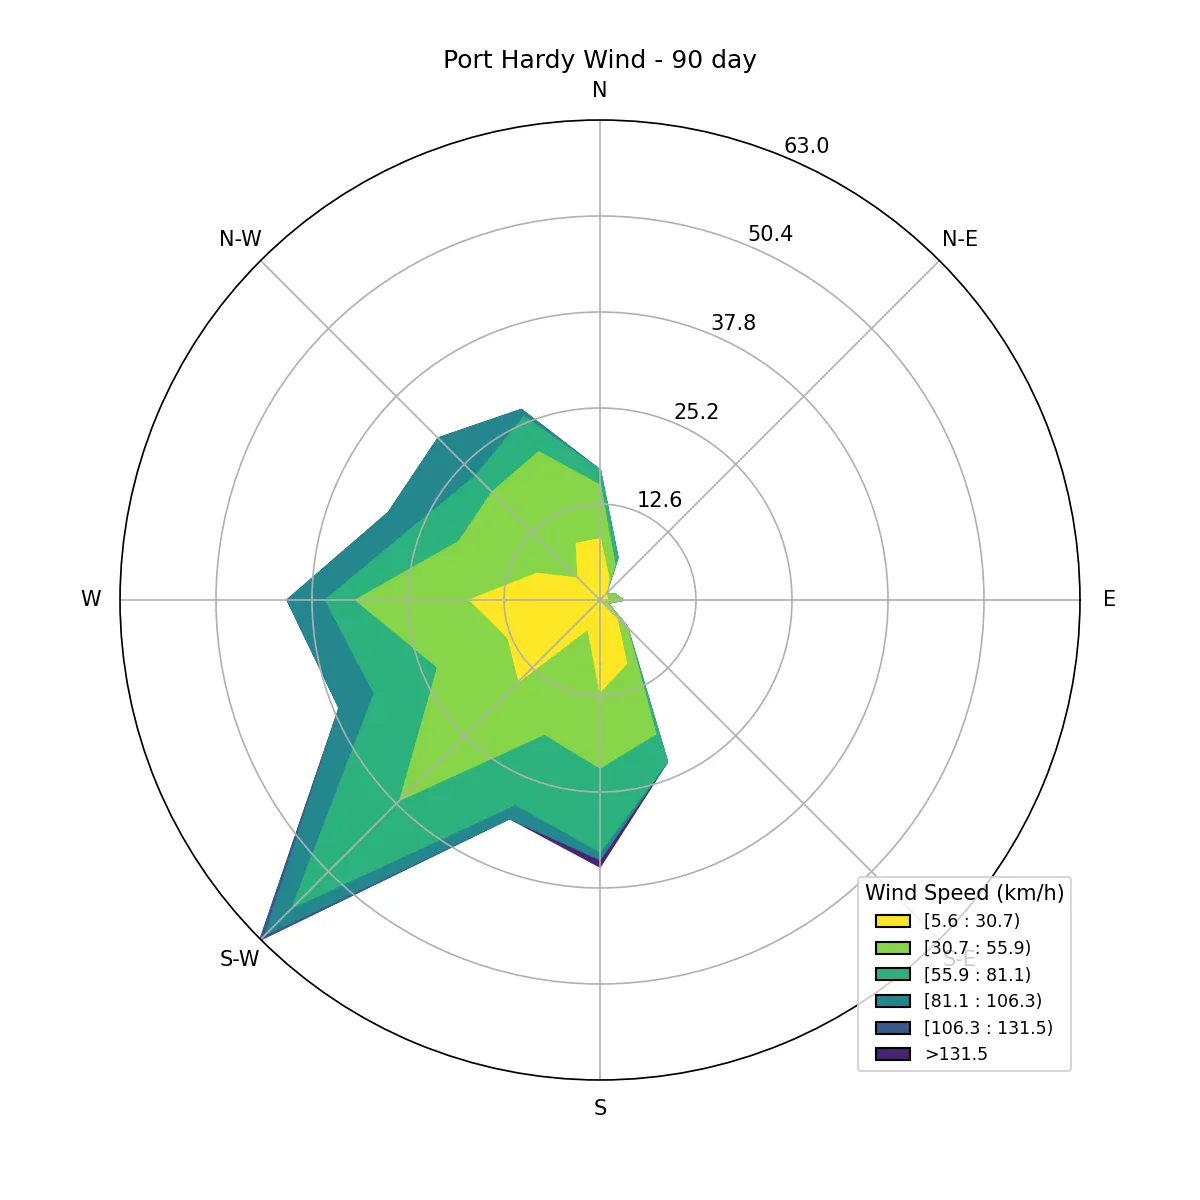 Port Hardy Wind - 90 day
N
63.0
N-W
50.4
N-E
37.8
25.2
12.6
W
E
S-W
S-E
Wind Speed (km/h)
[5.6 : 30.7)
[30.7 : 55.9)
[55.9 : 81.1)
[81.1 : 106.3)
[106.3 : 131.5)
>131.5
S